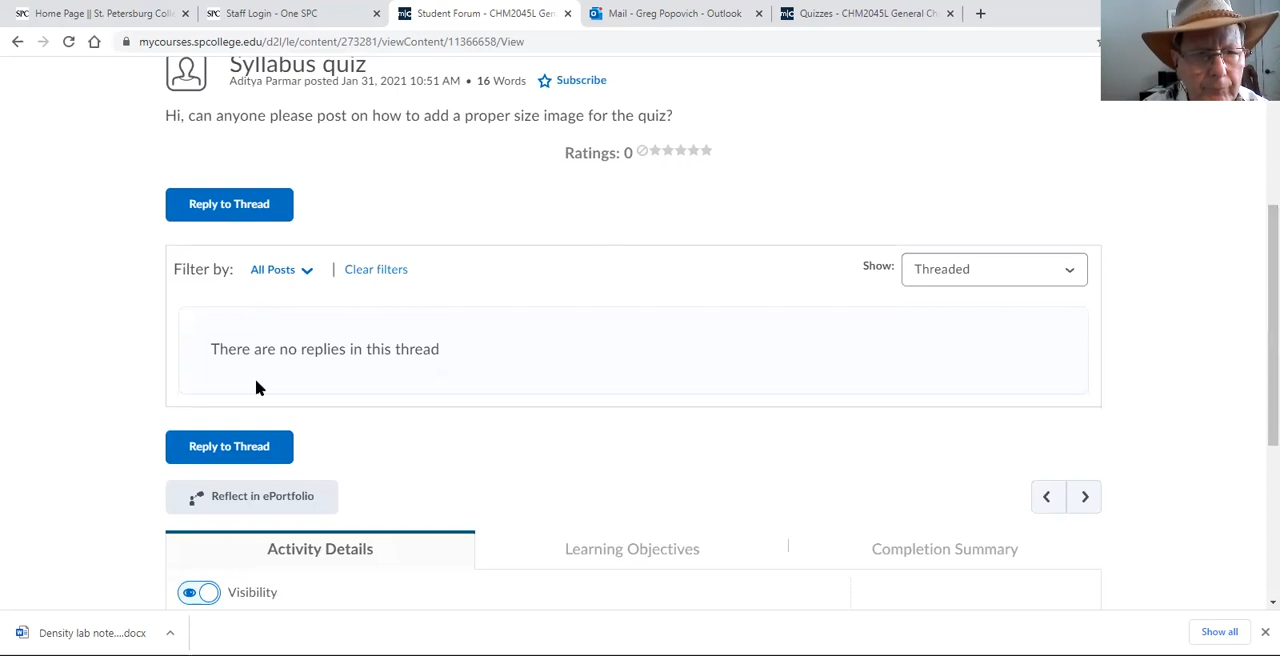 SPC Home Page || St. Petersburg Coll
SPC Staff Login - One SPC
Student Forum - CHM2045L Gen
Mail - Greg Popovich - Outlook
Quizzes - CHM2045L General Ch
mycourses.spcollege.edu/d2l/le/content/273281/viewContent/11366658/View
Syllabus quiz
Aditya Parmar posted Jan 31, 2021 10:51 AM • 16 Words Subscribe
Hi, can anyone please post on how to add a proper size image for the quiz?
Ratings: 0
Reply to Thread
Filter by: All Posts | Clear filters Show: Threaded
There are no replies in this thread
Reply to Thread
Reflect in ePortfolio
Activity Details Learning Objectives Completion Summary
Visibility
Density lab note....docx Show all